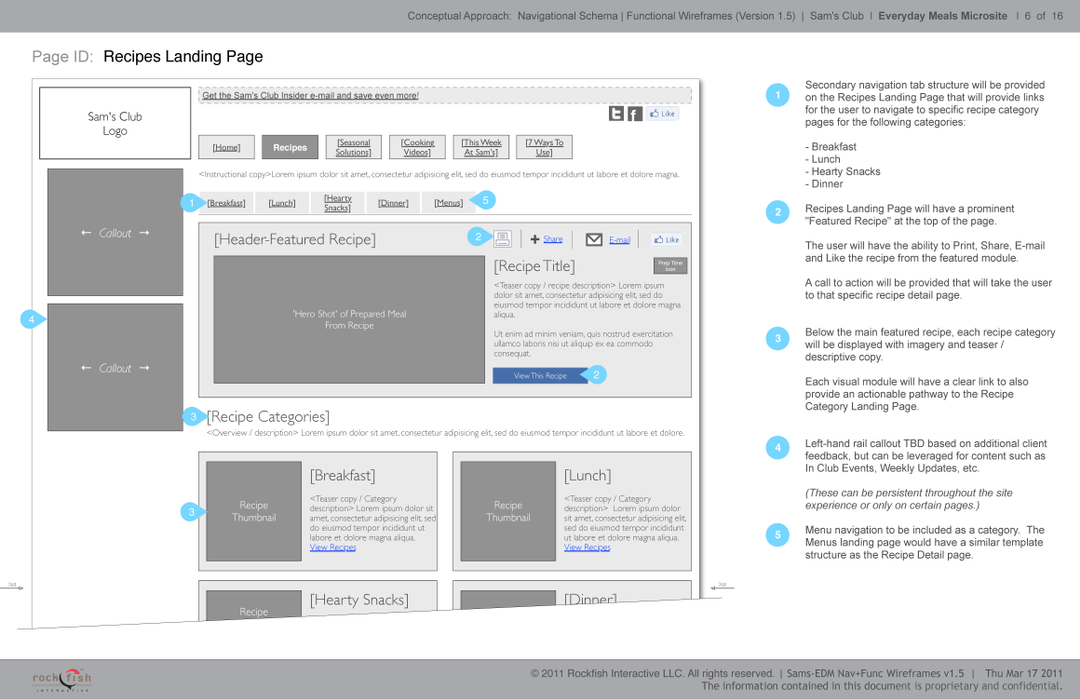 Conceptual Approach: Navigational Schema | Functional Wireframes (Version 1.5) | Sam's Club | Everyday Meals Microsite | 6 of 16
Page ID: Recipes Landing Page
Sam's Club
Logo
Get the Sam's Club Insider e-mail and save even more!
Like
[Home]
Recipes
[Seasonal
Solutions]
[Cooking
Videos]
[This Week
At Sam's]
[7 Ways To
Use]
<Instructional copy>Lorem ipsum dolor sit amet, consectetur adipisicing elit, sed do eiusmod tempor incididunt ut labore et dolore magna.
1
[Breakfast]
[Lunch]
[Hearty
Snacks]
[Dinner]
[Menus]
5
← Callout →
[Header-Featured Recipe]
2
Share
E-mail
Like
'Hero Shot' of Prepared Meal
From Recipe
[Recipe Title]
Prep Time
Icon
<Teaser copy / recipe description> Lorem ipsum
dolor sit amet, consectetur adipisicing elit, sed do
eiusmod tempor incididunt ut labore et dolore magna
aliqua.
Ut enim ad minim veniam, quis nostrud exercitation
ullamco laboris nisi ut aliquip ex ea commodo
consequat.
View This Recipe
2
4
← Callout →
3
[Recipe Categories]
<Overview / description> Lorem ipsum dolor sit amet, consectetur adipisicing elit, sed do eiusmod tempor incididunt ut labore et dolore.
3
Recipe
Thumbnail
[Breakfast]
<Teaser copy / Category
description> Lorem ipsum dolor sit
amet, consectetur adipisicing elit, sed
do eiusmod tempor incididunt ut
labore et dolore magna aliqua.
View Recipes
Recipe
Thumbnail
[Lunch]
<Teaser copy / Category
description> Lorem ipsum dolor
sit amet, consectetur adipisicing elit,
sed do eiusmod tempor incididunt
ut labore et dolore magna aliqua.
View Recipes
768
768
Recipe
[Hearty Snacks]
[Dinner]
1
Secondary navigation tab structure will be provided
on the Recipes Landing Page that will provide links
for the user to navigate to specific recipe category
pages for the following categories:
- Breakfast
- Lunch
- Hearty Snacks
- Dinner
2
Recipes Landing Page will have a prominent
"Featured Recipe" at the top of the page.
The user will have the ability to Print, Share, E-mail
and Like the recipe from the featured module.
A call to action will be provided that will take the user
to that specific recipe detail page.
3
Below the main featured recipe, each recipe category
will be displayed with imagery and teaser /
descriptive copy.
Each visual module will have a clear link to also
provide an actionable pathway to the Recipe
Category Landing Page.
4
Left-hand rail callout TBD based on additional client
feedback, but can be leveraged for content such as
In Club Events, Weekly Updates, etc.
(These can be persistent throughout the site
experience or only on certain pages.)
5
Menu navigation to be included as a category. The
Menus landing page would have a similar template
structure as the Recipe Detail page.
rockfish
INTERACTIVE
© 2011 Rockfish Interactive LLC. All rights reserved. | Sams-EDM Nav+Func Wireframes v1.5 | Thu Mar 17 2011
The information contained in this document is proprietary and confidential.